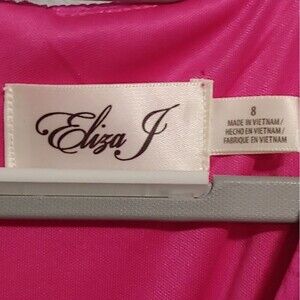 Eliza J
8
MADE IN VIETNAM/
HECHO EN VIETNAM/
FABRIQUE EN VIETNAM